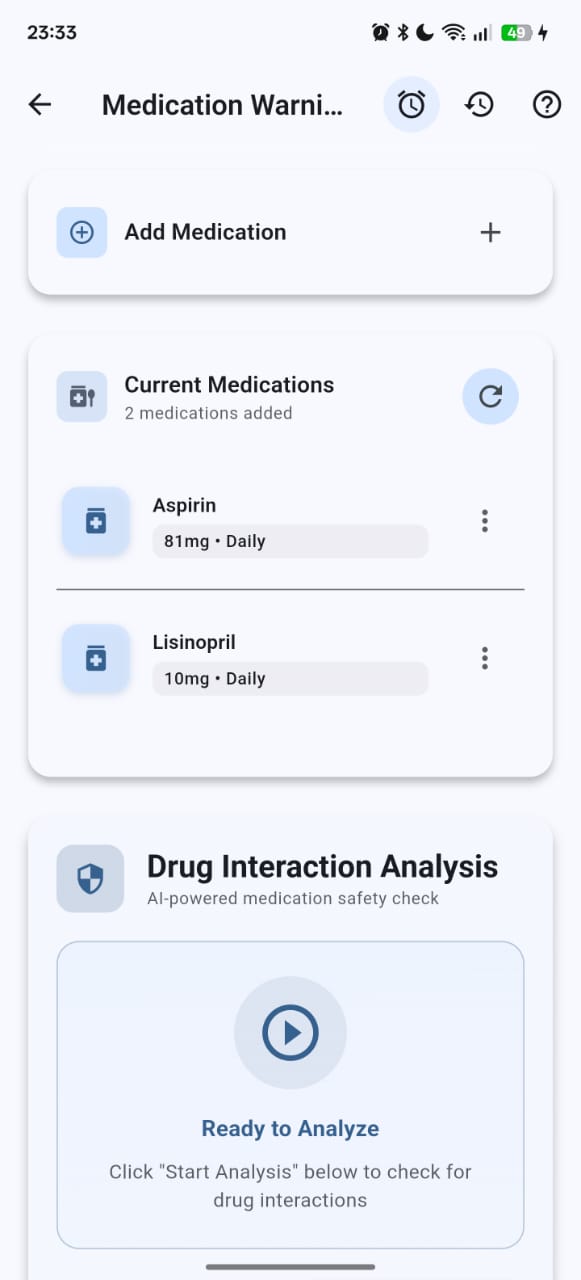 23:33
49
Medication Warni...
Add Medication
Current Medications
2 medications added
Aspirin
81mg • Daily
Lisinopril
10mg • Daily
Drug Interaction Analysis
AI-powered medication safety check
Ready to Analyze
Click "Start Analysis" below to check for
drug interactions